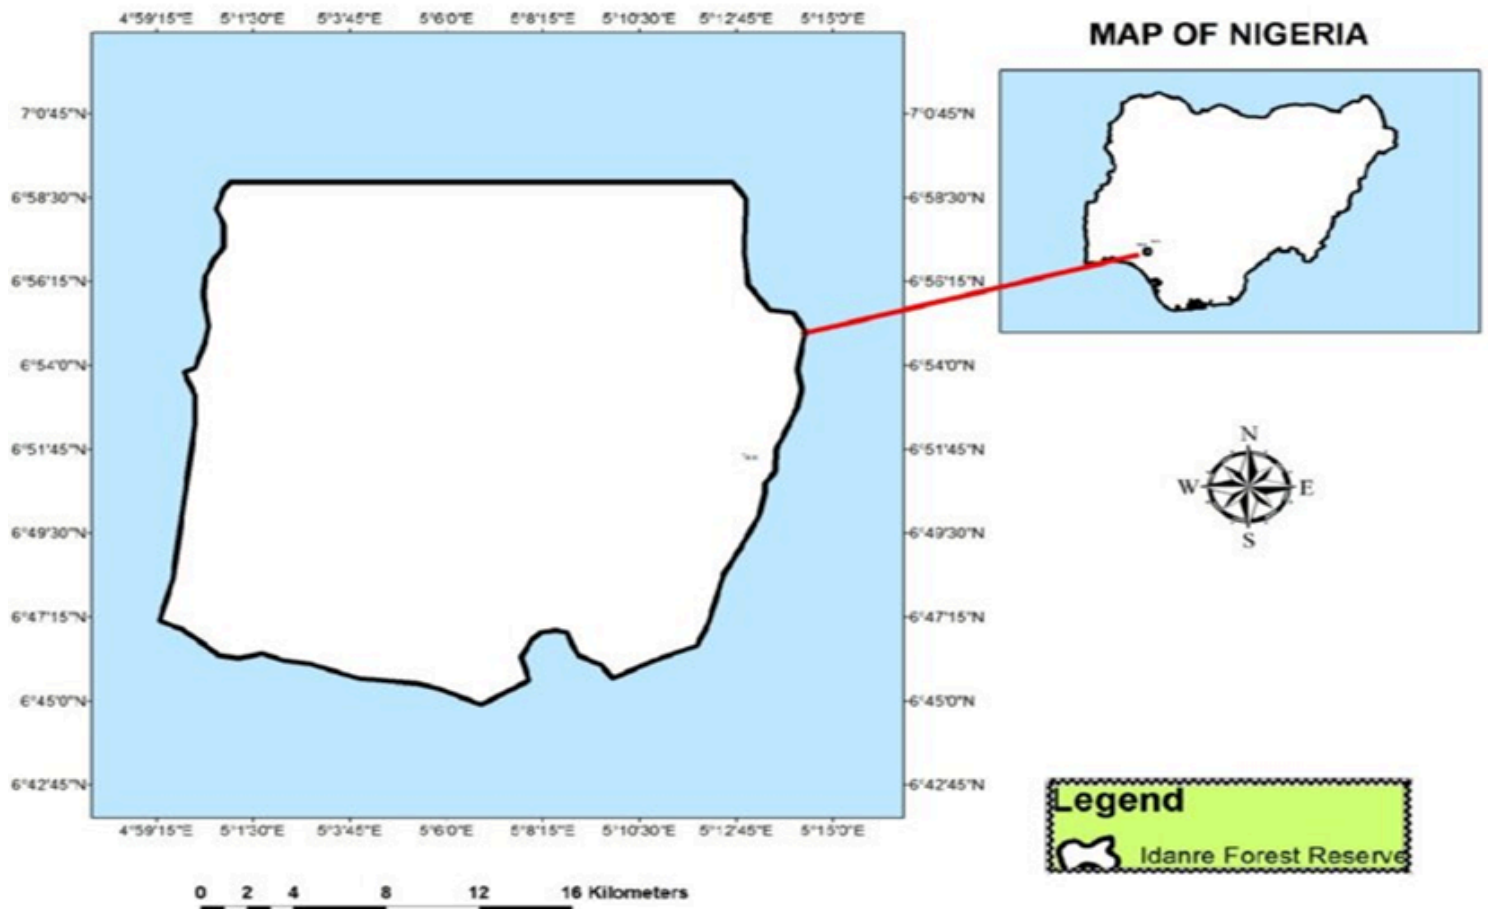 4°59'15"E 5°1'30"E 5°3'45"E 5°6'0"E 5°8'15"E 5°10'30"E 5°12'45"E 5°15'0"E
MAP OF NIGERIA
7°0'45"N 7°0'45"N
6°58'30"N 6°58'30"N
6°56'15"N 6°56'15"N
6°54'0"N 6°54'0"N
6°51'45"N 6°51'45"N
N
W E
S
6°49'30"N 6°49'30"N
6°47'15"N 6°47'15"N
6°45'0"N 6°45'0"N
6°42'45"N 6°42'45"N
4°59'15"E 5°1'30"E 5°3'45"E 5°6'0"E 5°8'15"E 5°10'30"E 5°12'45"E 5°15'0"E
Legend
Idanre Forest Reserve
0 2 4 8 12 16 Kilometers